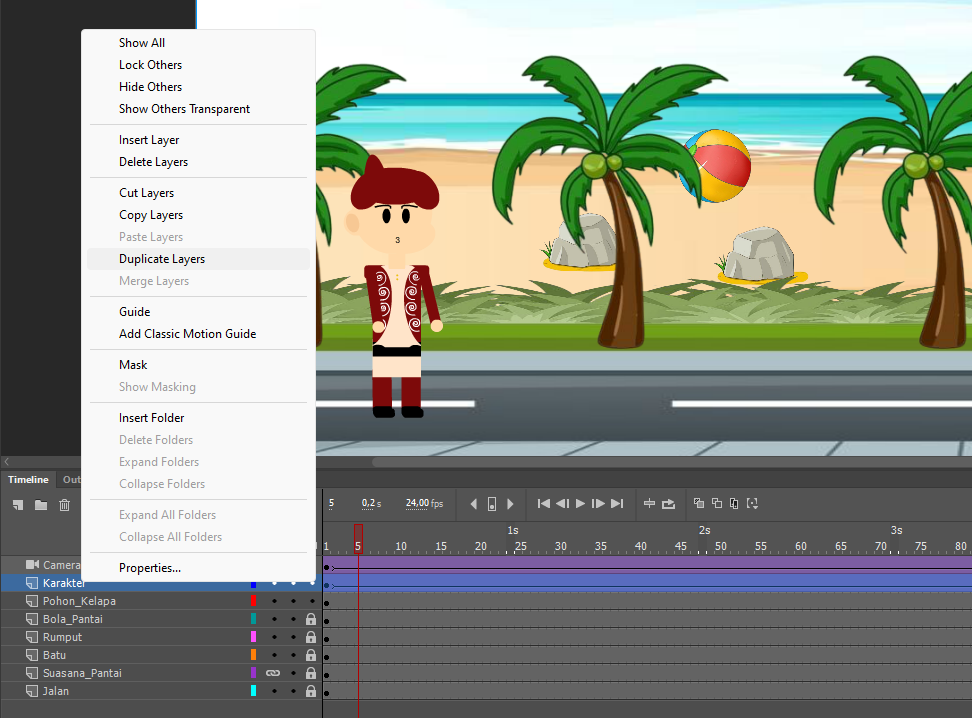 Show All
Lock Others
Hide Others
Show Others Transparent
Insert Layer
Delete Layers
Cut Layers
Copy Layers
Paste Layers
Duplicate Layers
Merge Layers
Guide
Add Classic Motion Guide
Mask
Show Masking
Insert Folder
Delete Folders
Expand Folders
Collapse Folders
Expand All Folders
Collapse All Folders
Properties...
3
Timeline Out
5 0,2 s 24,00 fps
1s 2s 3s
1 5 10 15 20 25 30 35 40 45 50 55 60 65 70 75 80
Camera
Karakter
Pohon_Kelapa
Bola_Pantai
Rumput
Batu
Suasana_Pantai
Jalan